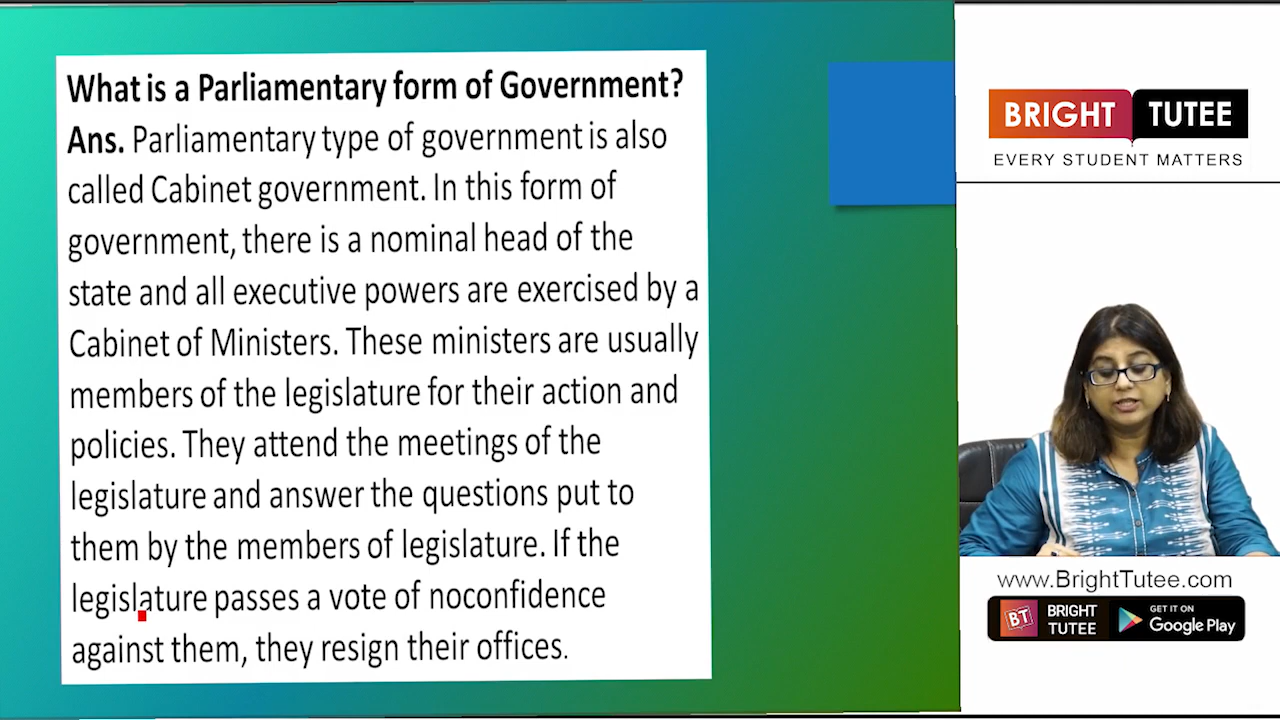 What is a Parliamentary form of Government?
Ans. Parliamentary type of government is also
called Cabinet government. In this form of
government, there is a nominal head of the
state and all executive powers are exercised by a
Cabinet of Ministers. These ministers are usually
members of the legislature for their action and
policies. They attend the meetings of the
legislature and answer the questions put to
them by the members of legislature. If the
legislature passes a vote of noconfidence
against them, they resign their offices.
BRIGHT TUTEE
EVERY STUDENT MATTERS
www.BrightTutee.com
BT BRIGHT TUTEE
GET IT ON
Google Play